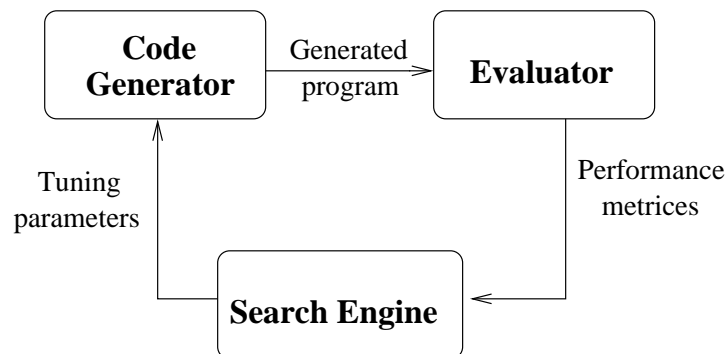 Code
Generator
Generated
program
Evaluator
Tuning
parameters
Performance
metrices
Search Engine